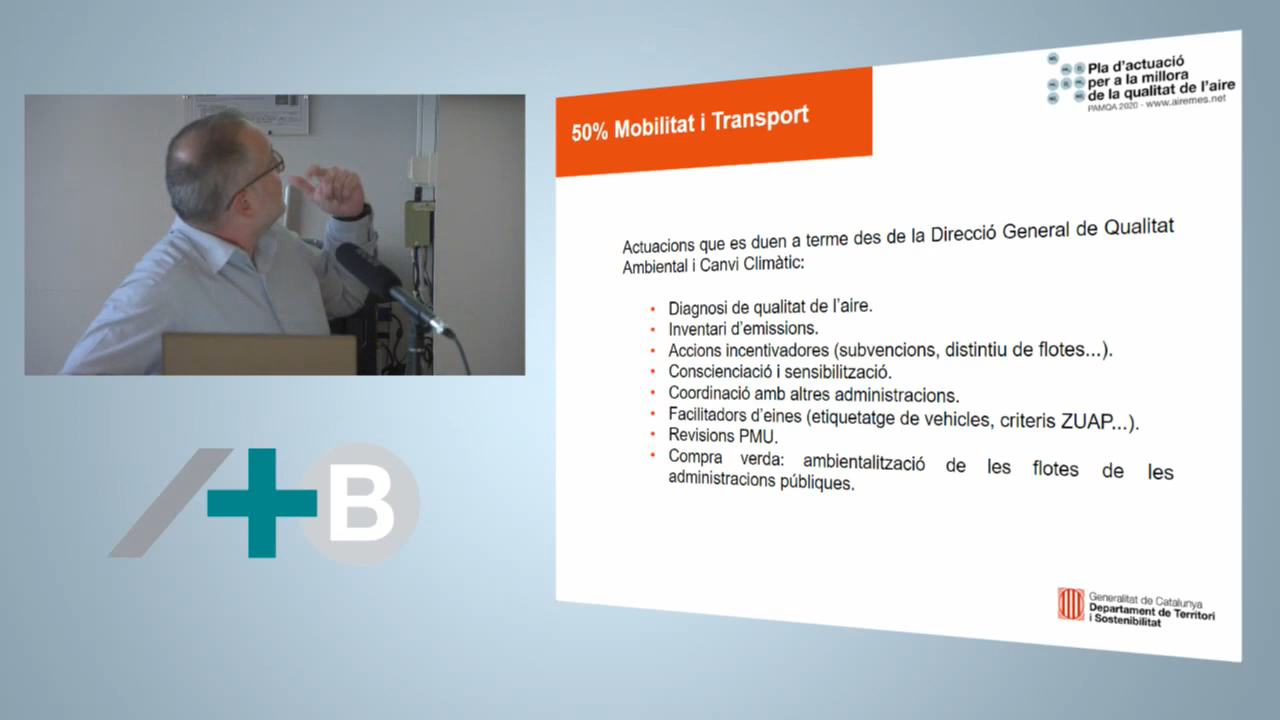 Pla d'actuació
per a la millora
de la qualitat de l'aire
PAMQA 2020 - www.airemes.net
50% Mobilitat i Transport
Actuacions que es duen a terme des de la Direcció General de Qualitat
Ambiental i Canvi Climàtic:
• Diagnosi de qualitat de l'aire.
• Inventari d'emissions.
• Accions incentivadores (subvencions, distintiu de flotes...).
• Conscienciació i sensibilització.
• Coordinació amb altres administracions.
• Facilitadors d'eines (etiquetatge de vehicles, criteris ZUAP...).
• Revisions PMU.
• Compra verda: ambientalització de les flotes de les
administracions públiques.
B
Generalitat de Catalunya
Departament de Territori
i Sostenibilitat